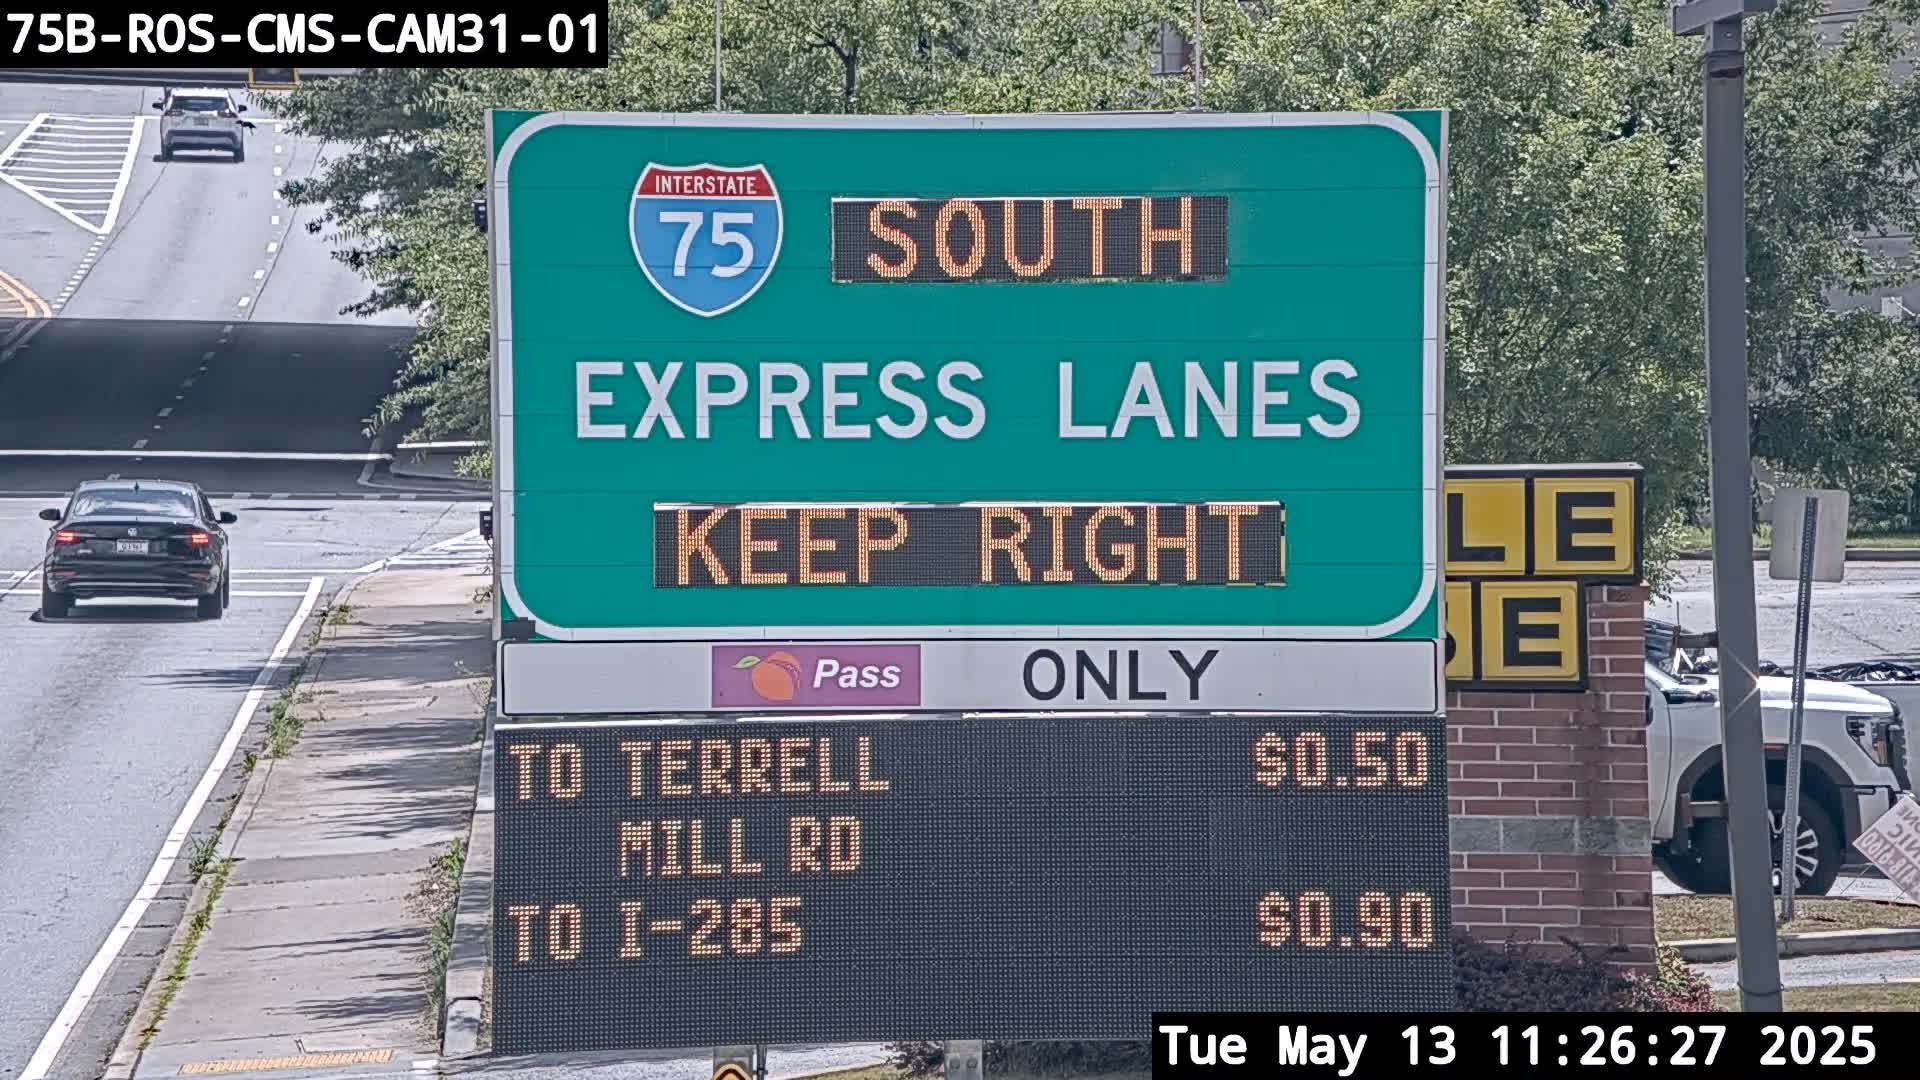 75B-ROS-CMS-CAM31-01
INTERSTATE
75
SOUTH
EXPRESS LANES
KEEP RIGHT
Pass ONLY
TO TERRELL $0.50
MILL RD
TO I-285 $0.90
LE
E
Tue May 13 11:26:27 2025